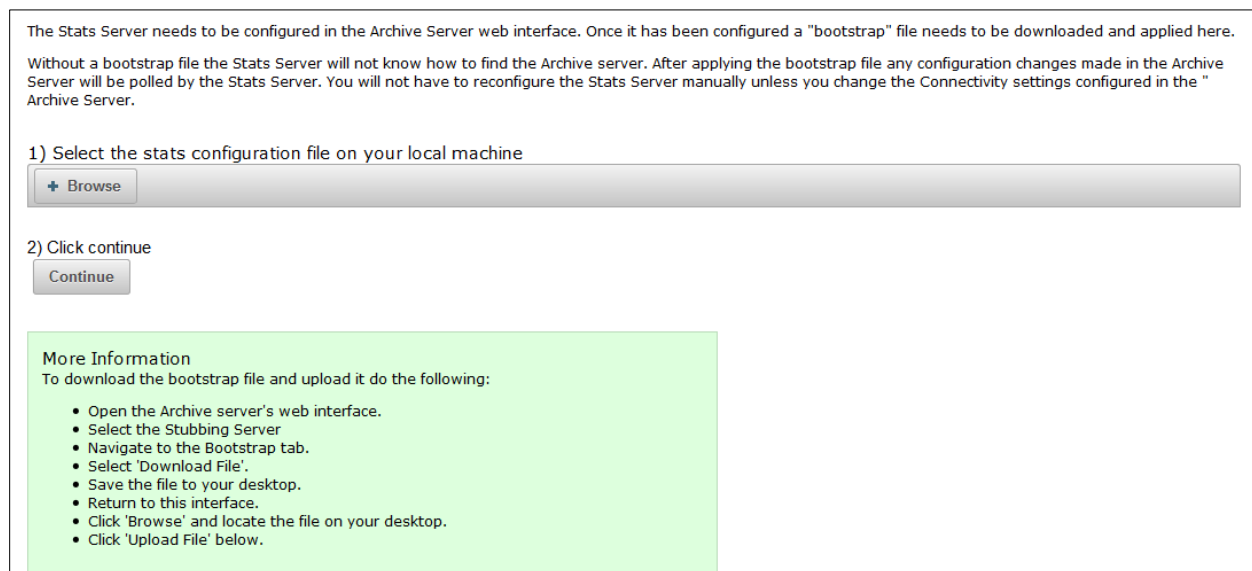 The Stats Server needs to be configured in the Archive Server web interface. Once it has been configured a "bootstrap" file needs to be downloaded and applied here.
Without a bootstrap file the Stats Server will not know how to find the Archive server. After applying the bootstrap file any configuration changes made in the Archive
Server will be polled by the Stats Server. You will not have to reconfigure the Stats Server manually unless you change the Connectivity settings configured in the "
Archive Server.
1) Select the stats configuration file on your local machine
+ Browse
2) Click continue
Continue
More Information
To download the bootstrap file and upload it do the following:
• Open the Archive server's web interface.
• Select the Stubbing Server
• Navigate to the Bootstrap tab.
• Select 'Download File'.
• Save the file to your desktop.
• Return to this interface.
• Click 'Browse' and locate the file on your desktop.
• Click 'Upload File' below.